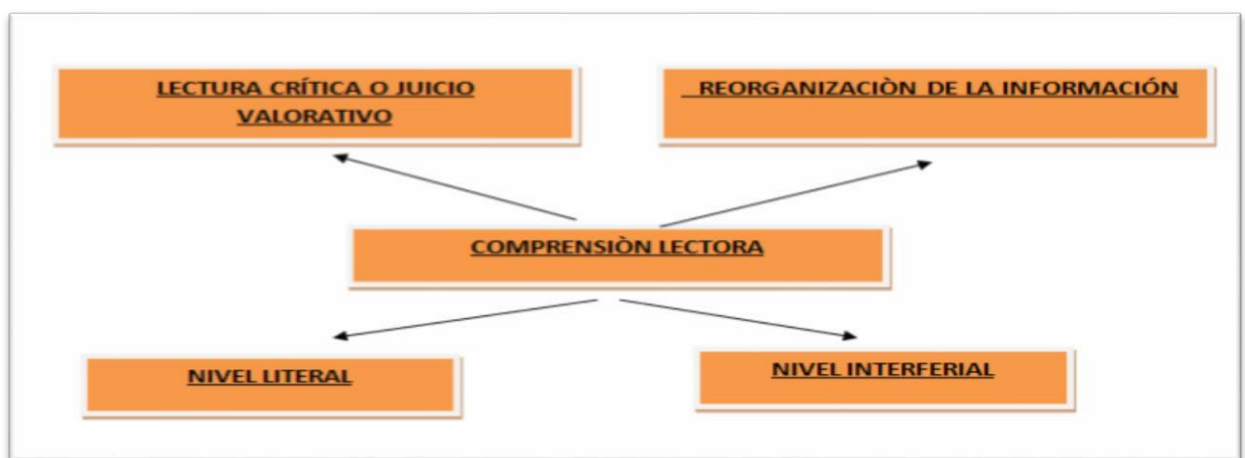 LECTURA CRÍTICA O JUICIO
VALORATIVO
REORGANIZACIÒN DE LA INFORMACIÓN
COMPRENSIÒN LECTORA
NIVEL LITERAL
NIVEL INTERFERIAL